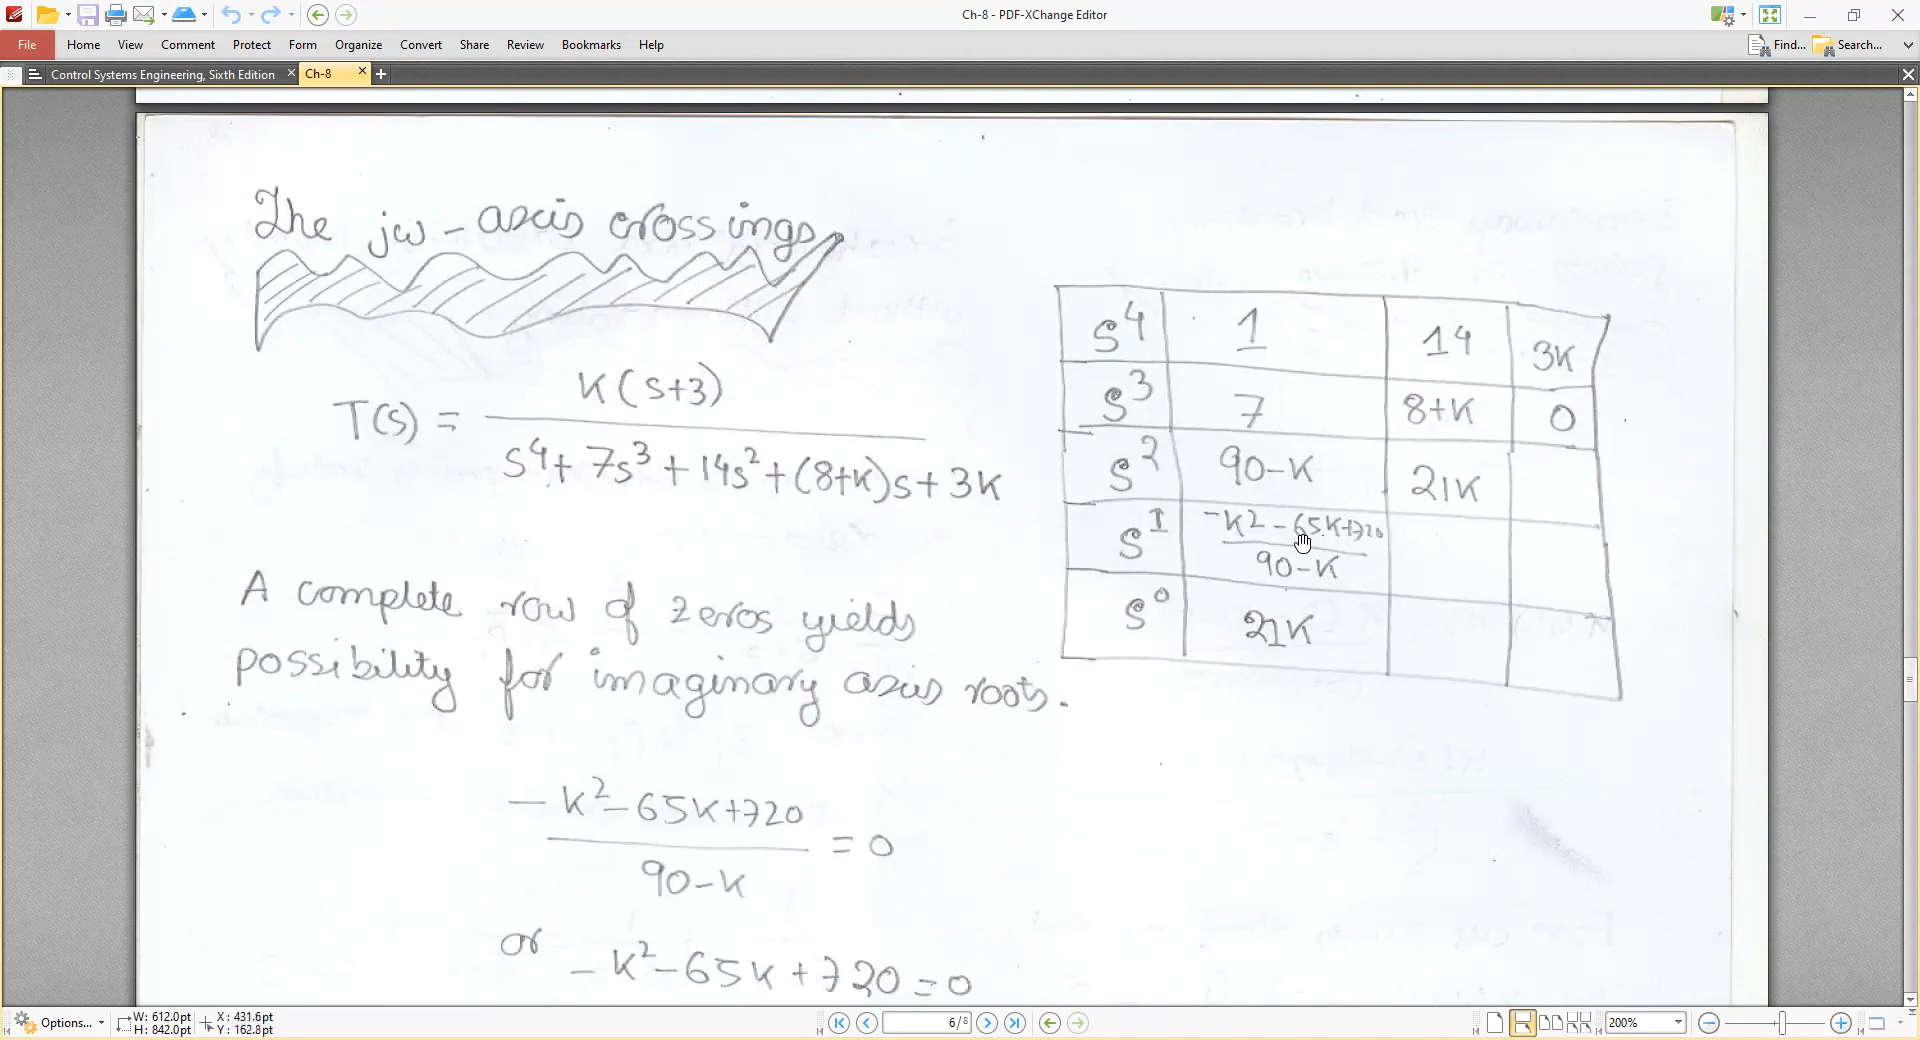 Ch-8 - PDF-XChange Editor
File Home View Comment Protect Form Organize Convert Share Review Bookmarks Help
Find... Search...
Control Systems Engineering, Sixth Edition Ch-8
The jω-axis crossings
T(s) = K(s+3) / s⁴+7s³+14s²+(8+K)s+3K
S⁴ 1 14 3K
S³ 7 8+K 0
S² 90-K 21K
S¹ -K²-65K+720 / 90-K
S⁰ 21K
A complete row of zeros yields
possibility for imaginary axis roots.
-K²-65K+720 / 90-K = 0
or -K²-65K+720=0
Options... W: 612.0pt H: 842.0pt X: 431.6pt Y: 162.8pt 6/8 200%